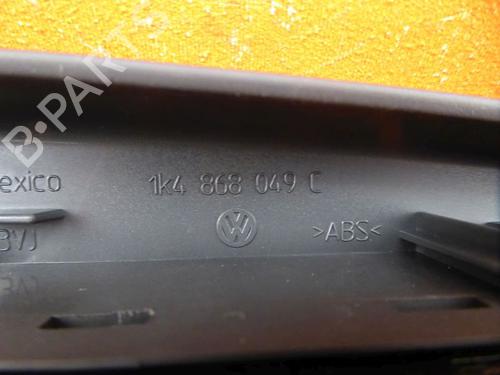 B-PARTS
exico 1k4 868 049 C
BVJ >ABS<